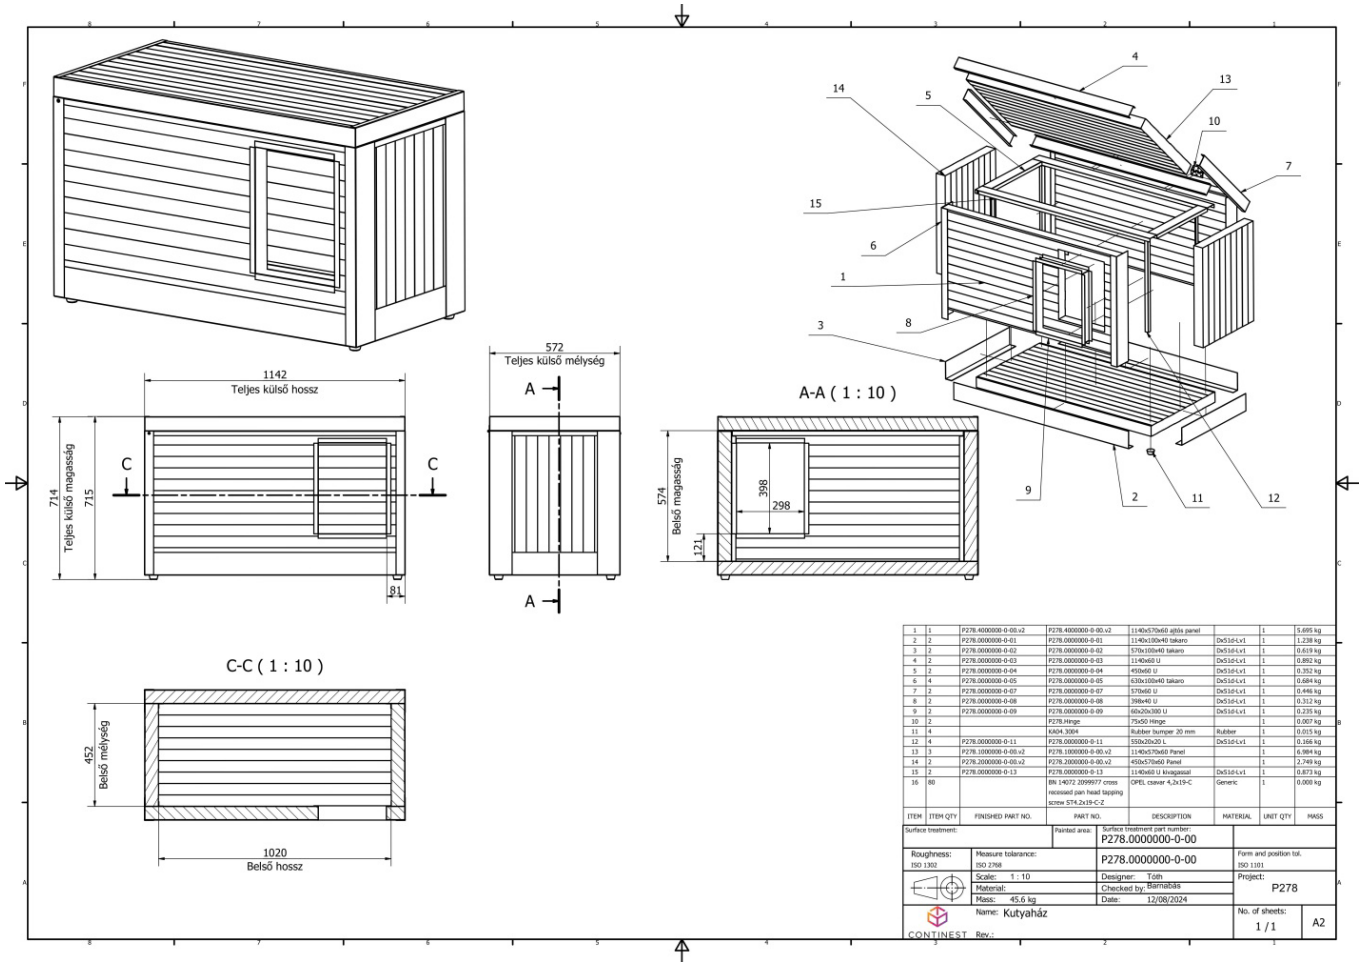 8 7 6 5 4 3 2 1
F
E
D
C
B
A
F
E
D
C
B
A
4
13
14
5
10
7
15
6
1
8
3
9
2
11
12
1142
Teljes külső hossz
572
Teljes külső mélység
A
A
714
Teljes külső magasság
715
C
C
81
A-A ( 1 : 10 )
574
Belső magasság
398
298
121
C-C ( 1 : 10 )
452
Belső mélység
1020
Belső hossz
1 1 P278.4000000-0-00.v2 P278.4000000-0-00.v2 1140x570x60 ajtós panel 1 5.695 kg
2 2 P278.0000000-0-01 P278.0000000-0-01 1140x100x40 takaro Dx51d-Lv1 1 1.238 kg
3 2 P278.0000000-0-02 P278.0000000-0-02 570x100x40 takaro Dx51d-Lv1 1 0.619 kg
4 2 P278.0000000-0-03 P278.0000000-0-03 1140x60 U Dx51d-Lv1 1 0.892 kg
5 2 P278.0000000-0-04 P278.0000000-0-04 450x60 U Dx51d-Lv1 1 0.352 kg
6 4 P278.0000000-0-05 P278.0000000-0-05 630x100x40 takaro Dx51d-Lv1 1 0.684 kg
7 2 P278.0000000-0-07 P278.0000000-0-07 570x60 U Dx51d-Lv1 1 0.446 kg
8 2 P278.0000000-0-08 P278.0000000-0-08 398x40 U Dx51d-Lv1 1 0.312 kg
9 2 P278.0000000-0-09 P278.0000000-0-09 60x20x300 U Dx51d-Lv1 1 0.235 kg
10 2 P278.Hinge 75x50 Hinge 1 0.007 kg
11 4 KA04.3004 Rubber bumper 20 mm Rubber 1 0.015 kg
12 4 P278.0000000-0-11 P278.0000000-0-11 550x20x20 L Dx51d-Lv1 1 0.166 kg
13 3 P278.1000000-0-00.v2 P278.1000000-0-00.v2 1140x570x60 Panel 1 6.984 kg
14 2 P278.2000000-0-00.v2 P278.2000000-0-00.v2 450x570x60 Panel 1 2.749 kg
15 2 P278.0000000-0-13 P278.0000000-0-13 1140x60 U kivagassal Dx51d-Lv1 1 0.873 kg
16 80 BN 14072 2099977 cross OPEL csavar 4,2x19-C Generic 1 0.000 kg
recessed pan head tapping
screw ST4.2x19-C-Z
ITEM ITEM QTY FINISHED PART NO. PART NO. DESCRIPTION MATERIAL UNIT QTY MASS
Surface treatment: Painted area: Surface treatment part number:
P278.0000000-0-00
Roughness: Measure tolarance: P278.0000000-0-00 Form and position tol.
ISO 1302 ISO 2768 ISO 1101
Scale: 1 : 10 Designer: Tóth Project:
Material: Checked by: Barnabás P278
Mass: 45.6 kg Date: 12/08/2024
Name: Kutyaház No. of sheets:
1 /1 A2
CONTINEST Rev.:
8 7 6 5 4 3 2 1